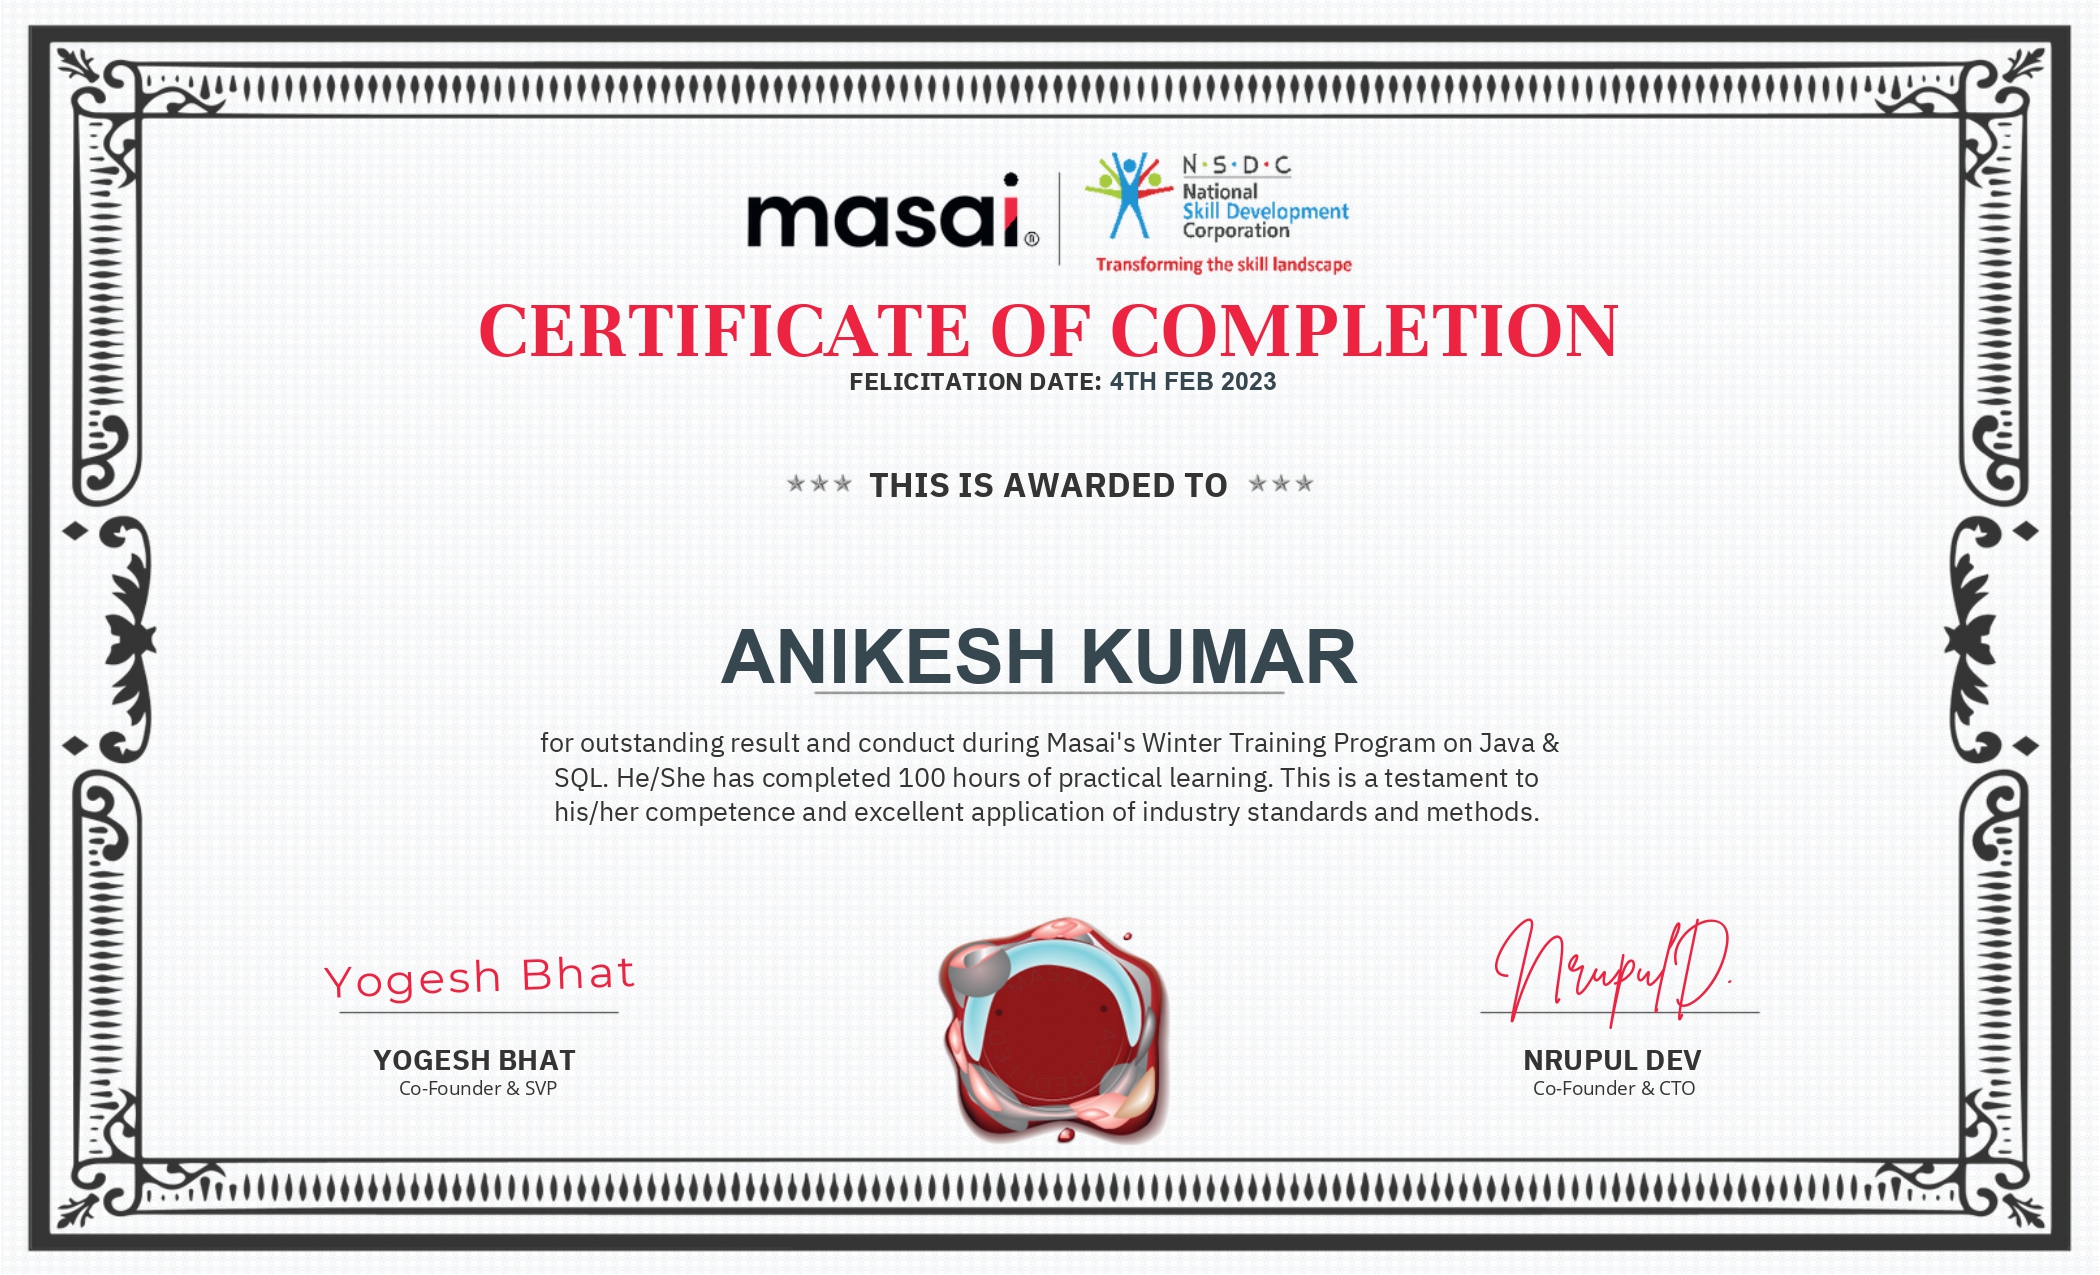 masai®
N·S·D·C
National
Skill Development
Corporation
Transforming the skill landscape
CERTIFICATE OF COMPLETION
FELICITATION DATE: 4TH FEB 2023
THIS IS AWARDED TO
ANIKESH KUMAR
for outstanding result and conduct during Masai's Winter Training Program on Java &
SQL. He/She has completed 100 hours of practical learning. This is a testament to
his/her competence and excellent application of industry standards and methods.
Yogesh Bhat
YOGESH BHAT
Co-Founder & SVP
Nrupul D.
NRUPUL DEV
Co-Founder & CTO